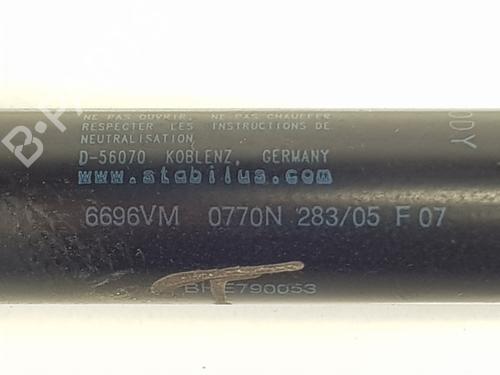 NE PAS OUVRIR, NE PAS CHAUFFER
RESPECTER LES INSTRUCTIONS DE
NEUTRALISATION.
D-56070 KOBLENZ, GERMANY
www.stabilus.com
6696VM 0770N 283/05 F 07
E790053